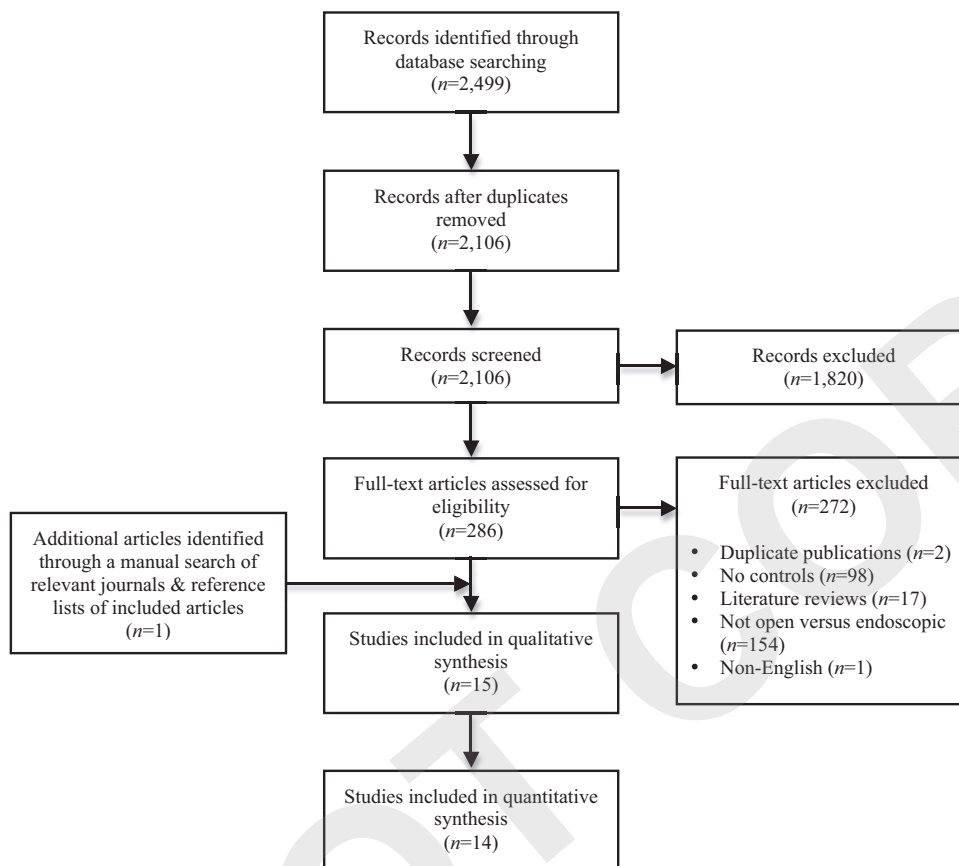 Records identified through
database searching
(n=2,499)
Records after duplicates
removed
(n=2,106)
Records screened
(n=2,106)
Records excluded
(n=1,820)
Full-text articles assessed for
eligibility
(n=286)
Full-text articles excluded
(n=272)
• Duplicate publications (n=2)
• No controls (n=98)
• Literature reviews (n=17)
• Not open versus endoscopic
(n=154)
• Non-English (n=1)
Additional articles identified
through a manual search of
relevant journals & reference
lists of included articles
(n=1)
Studies included in qualitative
synthesis
(n=15)
Studies included in quantitative
synthesis
(n=14)